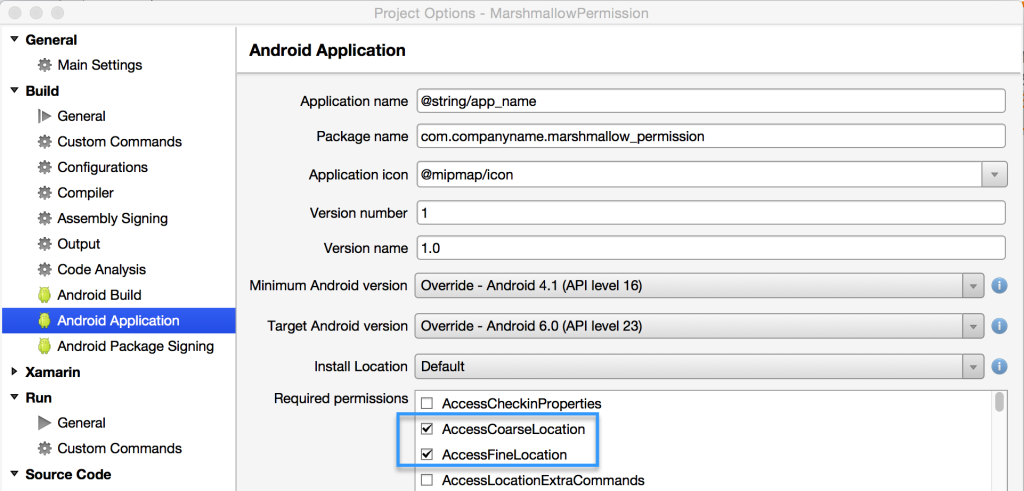 Project Options - MarshmallowPermission
General
Main Settings
Build
General
Custom Commands
Configurations
Compiler
Assembly Signing
Output
Code Analysis
Android Build
Android Application
Android Package Signing
Xamarin
Run
General
Custom Commands
Source Code
Android Application
Application name @string/app_name
Package name com.companyname.marshmallow_permission
Application icon @mipmap/icon
Version number 1
Version name 1.0
Minimum Android version Override - Android 4.1 (API level 16)
Target Android version Override - Android 6.0 (API level 23)
Install Location Default
Required permissions AccessCheckinProperties
AccessCoarseLocation
AccessFineLocation
AccessLocationExtraCommands